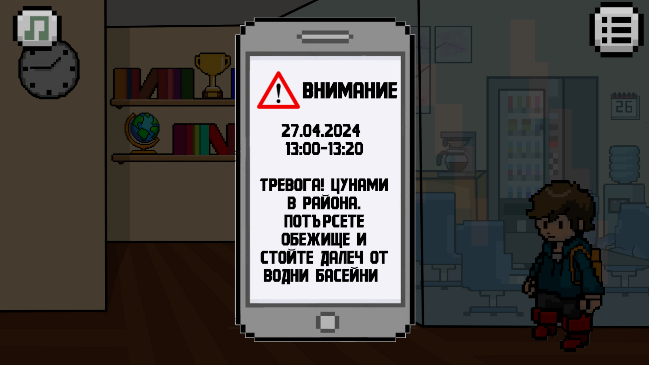 ВНИМАНИЕ
27.04.2024
13:00-13:20
ТРЕВОГА! ЦУНАМИ
В РАЙОНА.
ПОТЪРСЕТЕ
ОБЕЖИЩЕ И
СТОЙТЕ ДАЛЕЧ ОТ
ВОДНИ БАСЕЙНИ
26